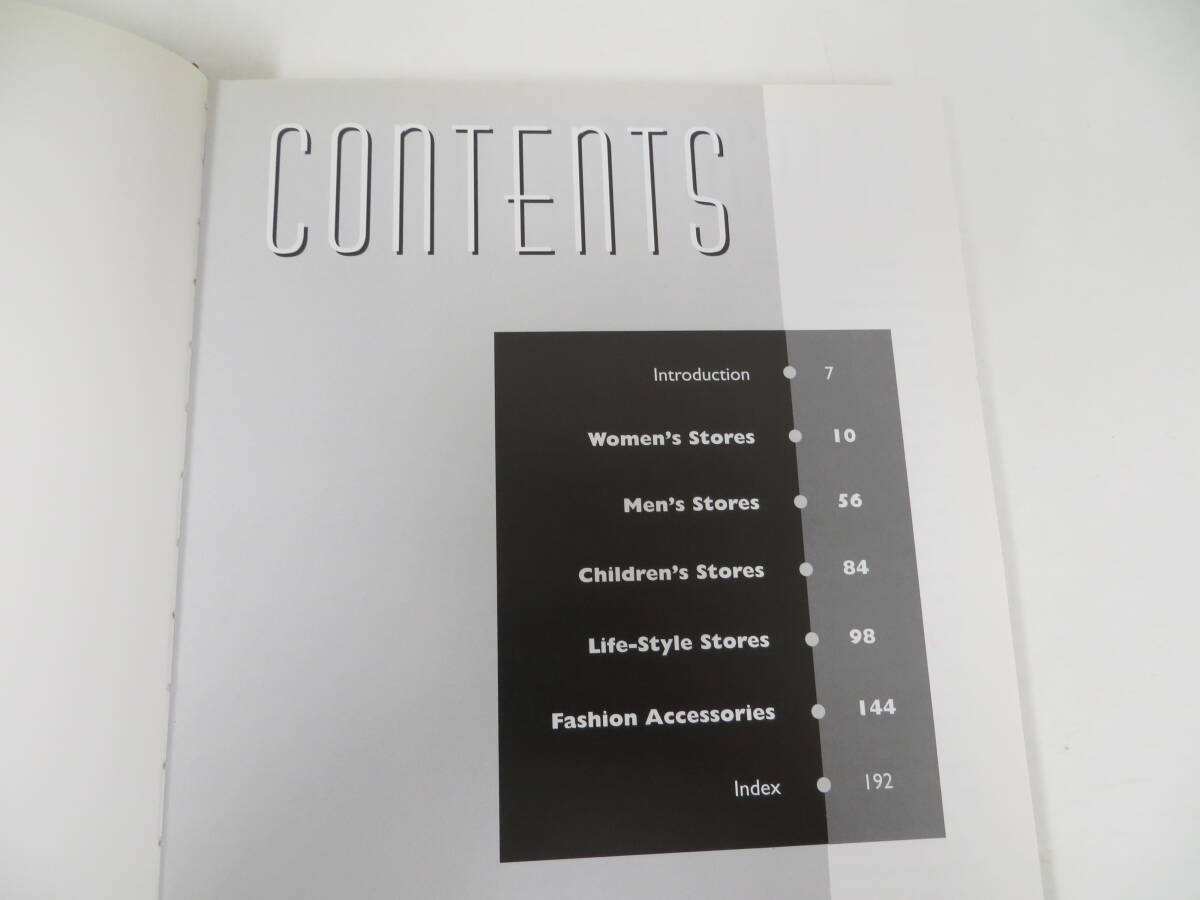 CONTENTS
Introduction 7
Women's Stores 10
Men's Stores 56
Children's Stores 84
Life-Style Stores 98
Fashion Accessories 144
Index 192